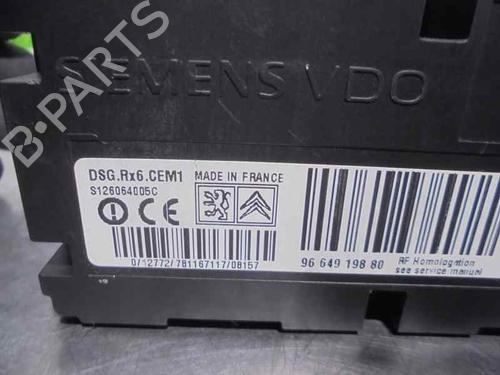 B-PARTS
SIEMENS VDO
DSG.Rx6.CEM1 MADE IN FRANCE
S126064005C
CE
0/12772/781167117/08157
96 649 198 80
RF Homologation
see service manual